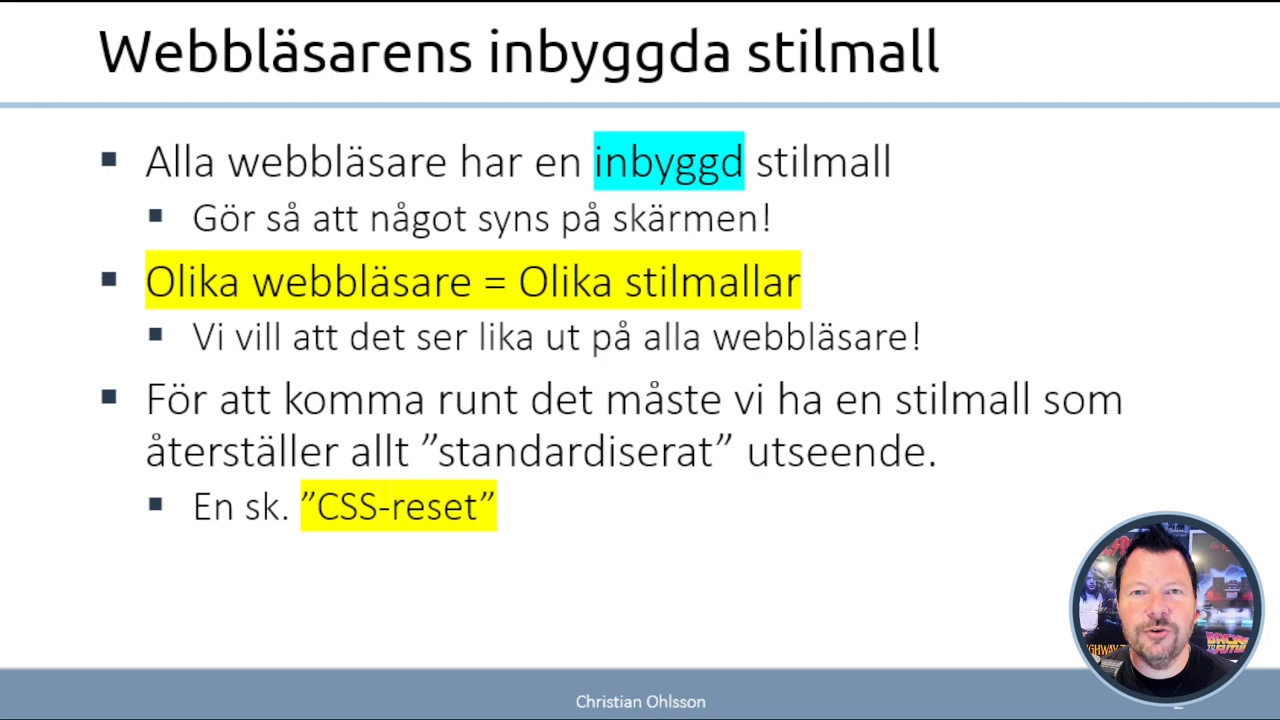 Webbläsarens inbyggda stilmall
Alla webbläsare har en inbyggd stilmall
Gör så att något syns på skärmen!
Olika webbläsare = Olika stilmallar
Vi vill att det ser lika ut på alla webbläsare!
För att komma runt det måste vi ha en stilmall som
återställer allt ”standardiserat” utseende.
En sk. ”CSS-reset”
BACK
Christian Ohlsson